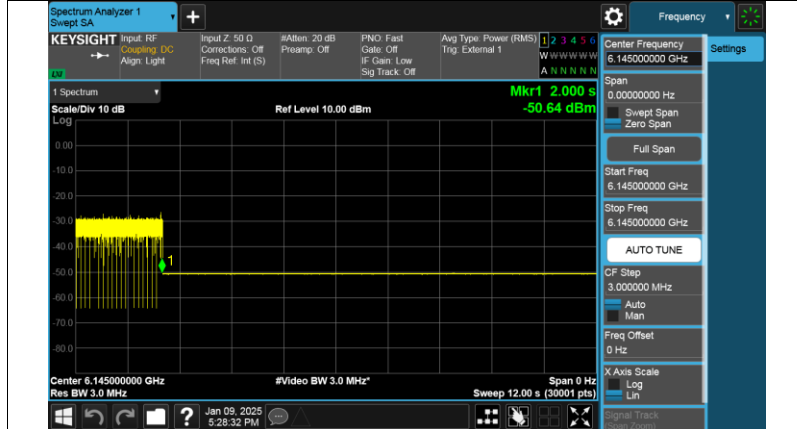 Spectrum Analyzer 1
Swept SA
+
Frequency
KEYSIGHT
Input: RF
Coupling: DC
Align: Light
Input Z: 50 Ω
Corrections: Off
Freq Ref: Int (S)
#Atten: 20 dB
Preamp: Off
PNO: Fast
Gate: Off
IF Gain: Low
Sig Track: Off
Avg Type: Power (RMS)
Trig: External 1
1 2 3 4 5 6
W W W W W W
A N N N N N
LXI
1 Spectrum
Scale/Div 10 dB
Log
Ref Level 10.00 dBm
Mkr1 2.000 s
-50.64 dBm
0.00
-10.0
-20.0
-30.0
-40.0
-50.0
-60.0
-70.0
-80.0
1
Center 6.145000000 GHz
Res BW 3.0 MHz
#Video BW 3.0 MHz*
Span 0 Hz
Sweep 12.00 s (30001 pts)
?
Jan 09, 2025
5:28:32 PM
Center Frequency
6.145000000 GHz
Span
0.00000000 Hz
Swept Span
Zero Span
Full Span
Start Freq
6.145000000 GHz
Stop Freq
6.145000000 GHz
AUTO TUNE
CF Step
3.000000 MHz
Auto
Man
Freq Offset
0 Hz
X Axis Scale
Log
Lin
Signal Track
(Span Zoom)
Settings